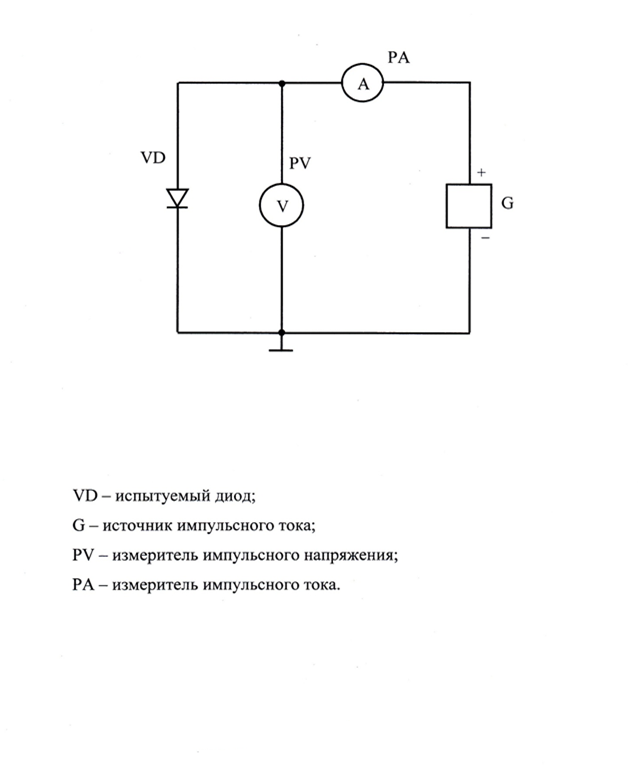 PA
A
VD
PV
+
V
G
–
VD – испытуемый диод;
G – источник импульсного тока;
PV – измеритель импульсного напряжения;
PA – измеритель импульсного тока.